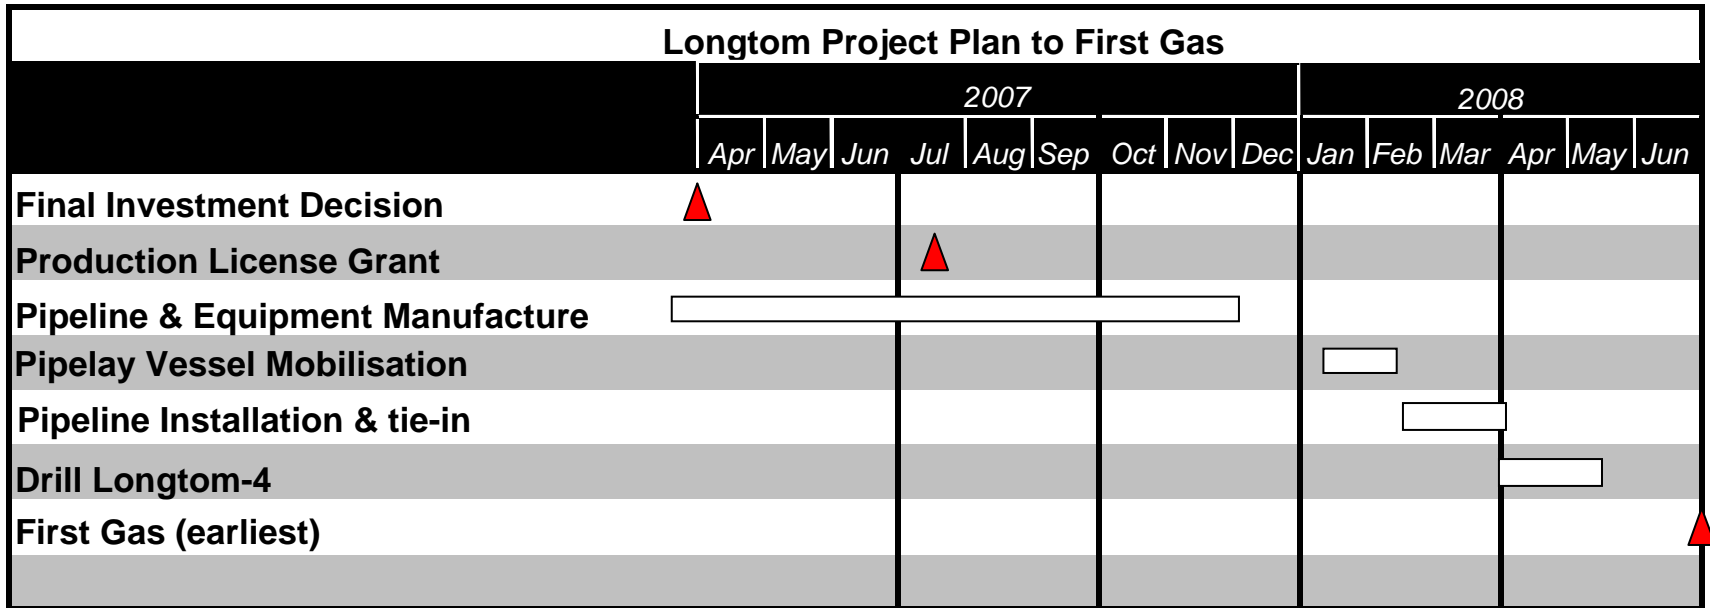 Longtom Project Plan to First Gas
2007 2008
Apr May Jun Jul Aug Sep Oct Nov Dec Jan Feb Mar Apr May Jun
Final Investment Decision
Production License Grant
Pipeline & Equipment Manufacture
Pipelay Vessel Mobilisation
Pipeline Installation & tie-in
Drill Longtom-4
First Gas (earliest)